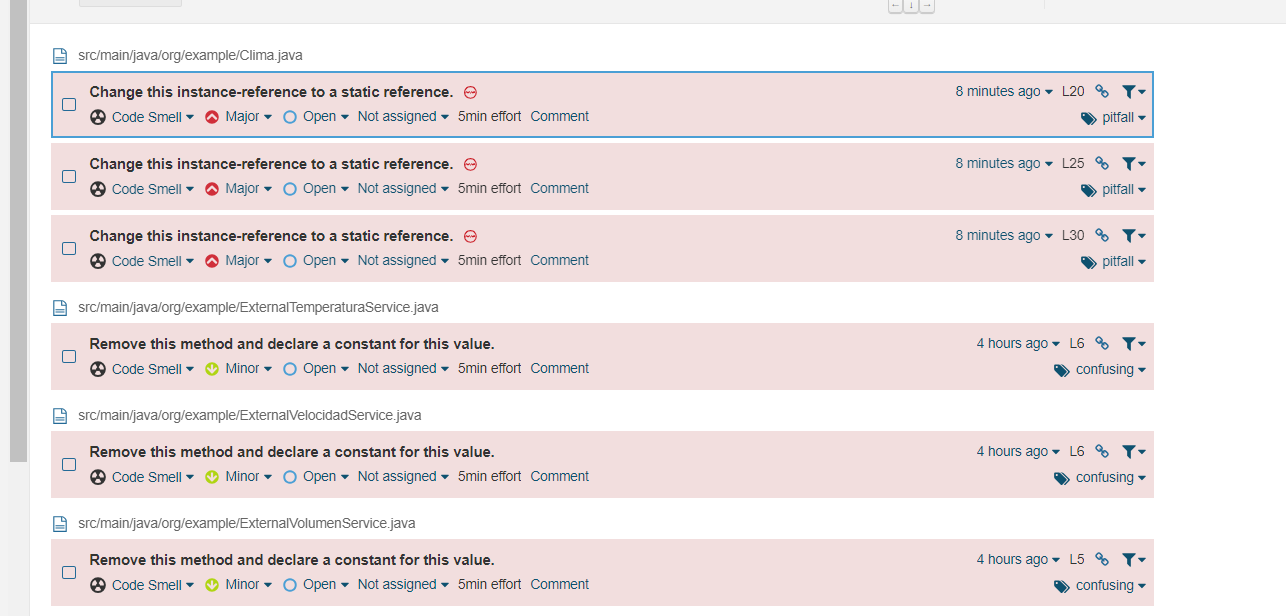 ← ↓ →
src/main/java/org/example/Clima.java
Change this instance-reference to a static reference. 8 minutes ago L20
Code Smell Major Open Not assigned 5min effort Comment pitfall
Change this instance-reference to a static reference. 8 minutes ago L25
Code Smell Major Open Not assigned 5min effort Comment pitfall
Change this instance-reference to a static reference. 8 minutes ago L30
Code Smell Major Open Not assigned 5min effort Comment pitfall
src/main/java/org/example/ExternalTemperaturaService.java
Remove this method and declare a constant for this value. 4 hours ago L6
Code Smell Minor Open Not assigned 5min effort Comment confusing
src/main/java/org/example/ExternalVelocidadService.java
Remove this method and declare a constant for this value. 4 hours ago L6
Code Smell Minor Open Not assigned 5min effort Comment confusing
src/main/java/org/example/ExternalVolumenService.java
Remove this method and declare a constant for this value. 4 hours ago L5
Code Smell Minor Open Not assigned 5min effort Comment confusing